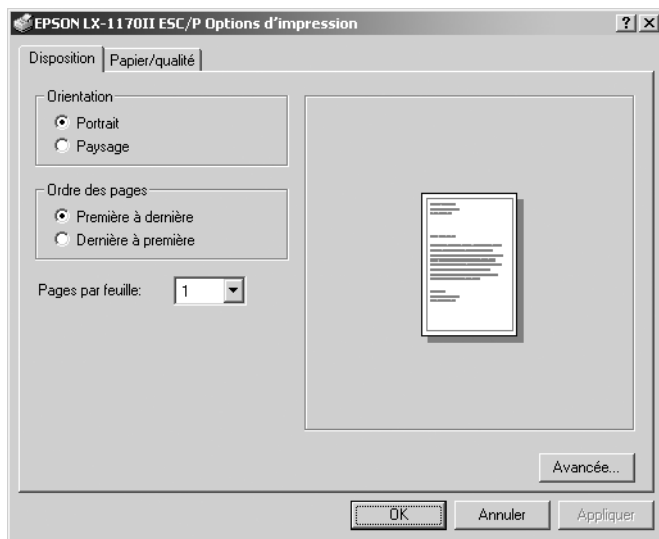 EPSON LX-1170II ESC/P Options d'impression
Disposition
Papier/qualité
Orientation
Portrait
Paysage
Ordre des pages
Première à dernière
Dernière à première
Pages par feuille:
1
Avancée...
OK
Annuler
Appliquer